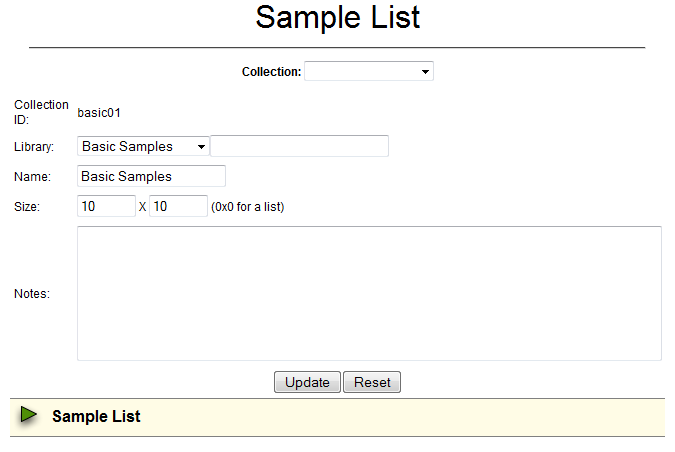 Sample List
Collection:
Collection
ID: basic01
Library: Basic Samples
Name: Basic Samples
Size: 10 X 10 (0x0 for a list)
Notes:
Update Reset
Sample List